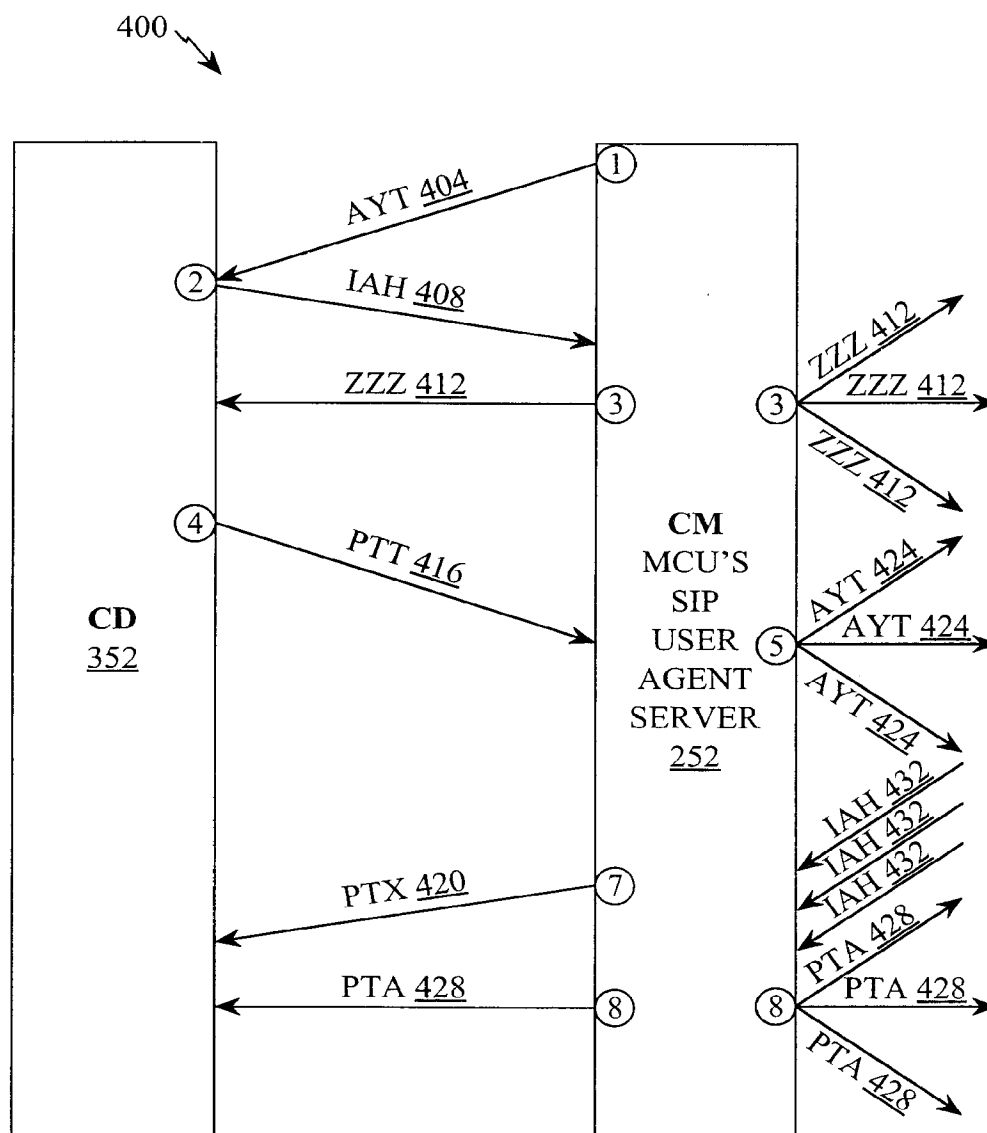 400
1
AYT 404
2
IAH 408
ZZZ 412
ZZZ 412
3
3
ZZZ 412
ZZZ 412
4
PTT 416
CM
MCU'S
SIP
USER
AGENT
SERVER
252
CD
352
AYT 424
5
AYT 424
AYT 424
IAH 432
IAH 432
IAH 432
PTX 420
7
PTA 428
PTA 428
8
8
PTA 428
PTA 428